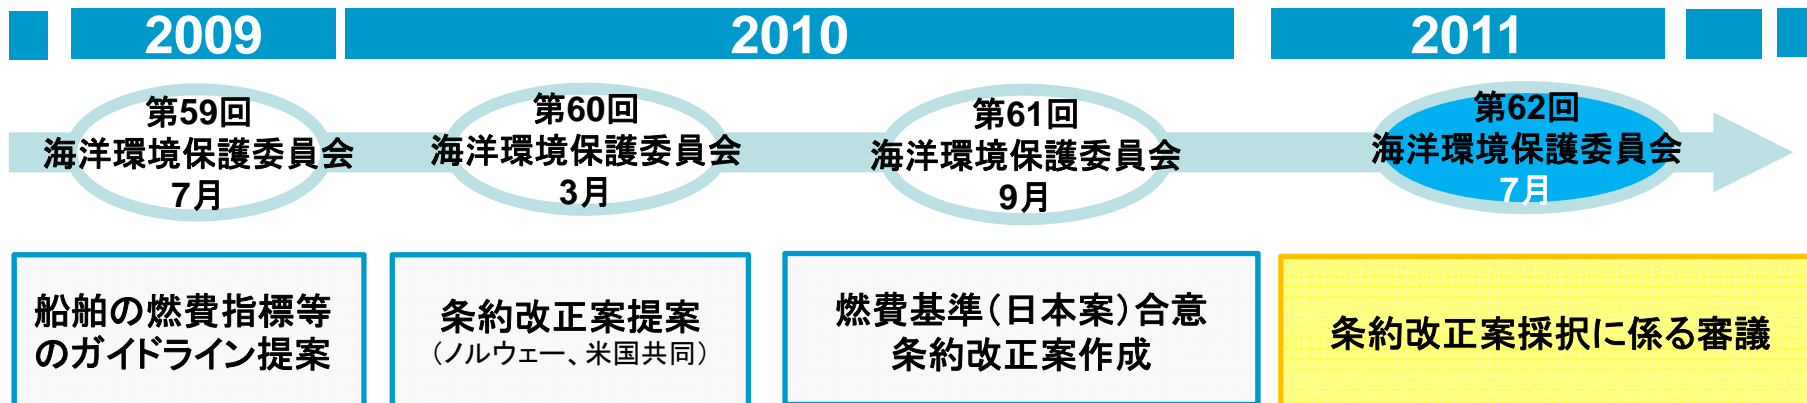 2009
2010
2011
第59回
海洋環境保護委員会
7月
第60回
海洋環境保護委員会
3月
第61回
海洋環境保護委員会
9月
第62回
海洋環境保護委員会
7月
船舶の燃費指標等
のガイドライン提案
条約改正案提案
（ノルウェー、米国共同）
燃費基準（日本案）合意
条約改正案作成
条約改正案採択に係る審議